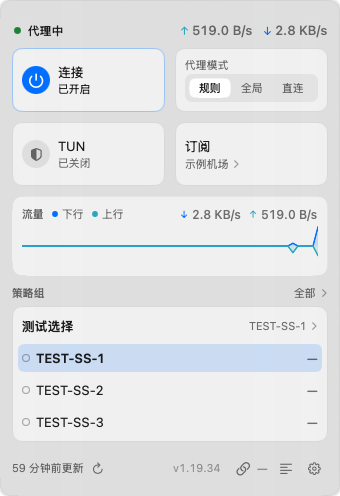 代理中 ↑ 519.0 B/s ↓ 2.8 KB/s
连接
已开启
代理模式
规则 全局 直连
TUN
已关闭
订阅
示例机场 >
流量 下行 上行 ↓ 2.8 KB/s ↑ 519.0 B/s
策略组 全部 >
测试选择 TEST-SS-1 >
TEST-SS-1 —
TEST-SS-2 —
TEST-SS-3 —
59 分钟前更新 v1.19.34 —